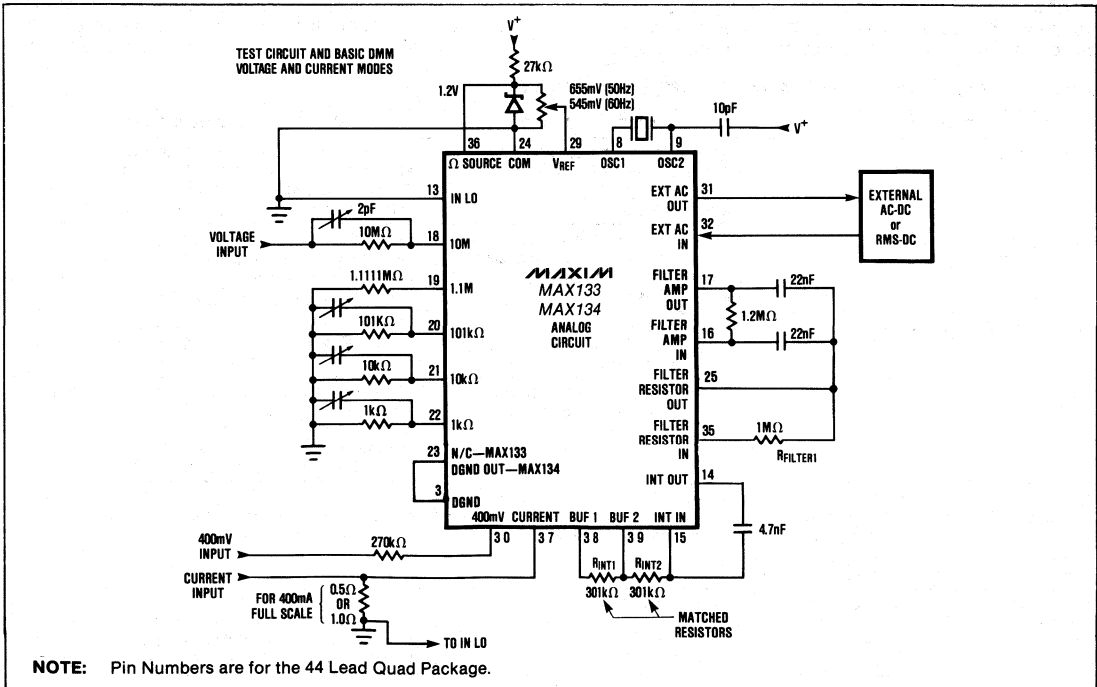 V+
TEST CIRCUIT AND BASIC DMM
VOLTAGE AND CURRENT MODES
27kΩ
1.2V
655mV (50Hz)
545mV (60Hz)
10pF
V+
36
24
29
8
9
Ω SOURCE
COM
VREF
OSC1
OSC2
13
IN LO
EXT AC
OUT
31
EXTERNAL
AC-DC
or
RMS-DC
2pF
10MΩ
VOLTAGE
INPUT
18
10M
EXT AC
IN
32
1.1111MΩ
19
1.1M
MAXIM
MAX133
MAX134
ANALOG
CIRCUIT
FILTER
AMP
OUT
17
22nF
1.2MΩ
101KΩ
20
101kΩ
FILTER
AMP
IN
16
22nF
10kΩ
21
10kΩ
FILTER
RESISTOR
OUT
25
1kΩ
22
1kΩ
FILTER
RESISTOR
IN
35
1MΩ
RFILTER1
23
N/C—MAX133
DGND OUT—MAX134
3
DGND
INT OUT
14
400mV
CURRENT
BUF 1
BUF 2
INT IN
30
37
38
39
15
4.7nF
400mV
INPUT
270kΩ
CURRENT
INPUT
RINT1
RINT2
301kΩ
301kΩ
FOR 400mA
FULL SCALE
0.5Ω
OR
1.0Ω
MATCHED
RESISTORS
TO IN LO
NOTE: Pin Numbers are for the 44 Lead Quad Package.